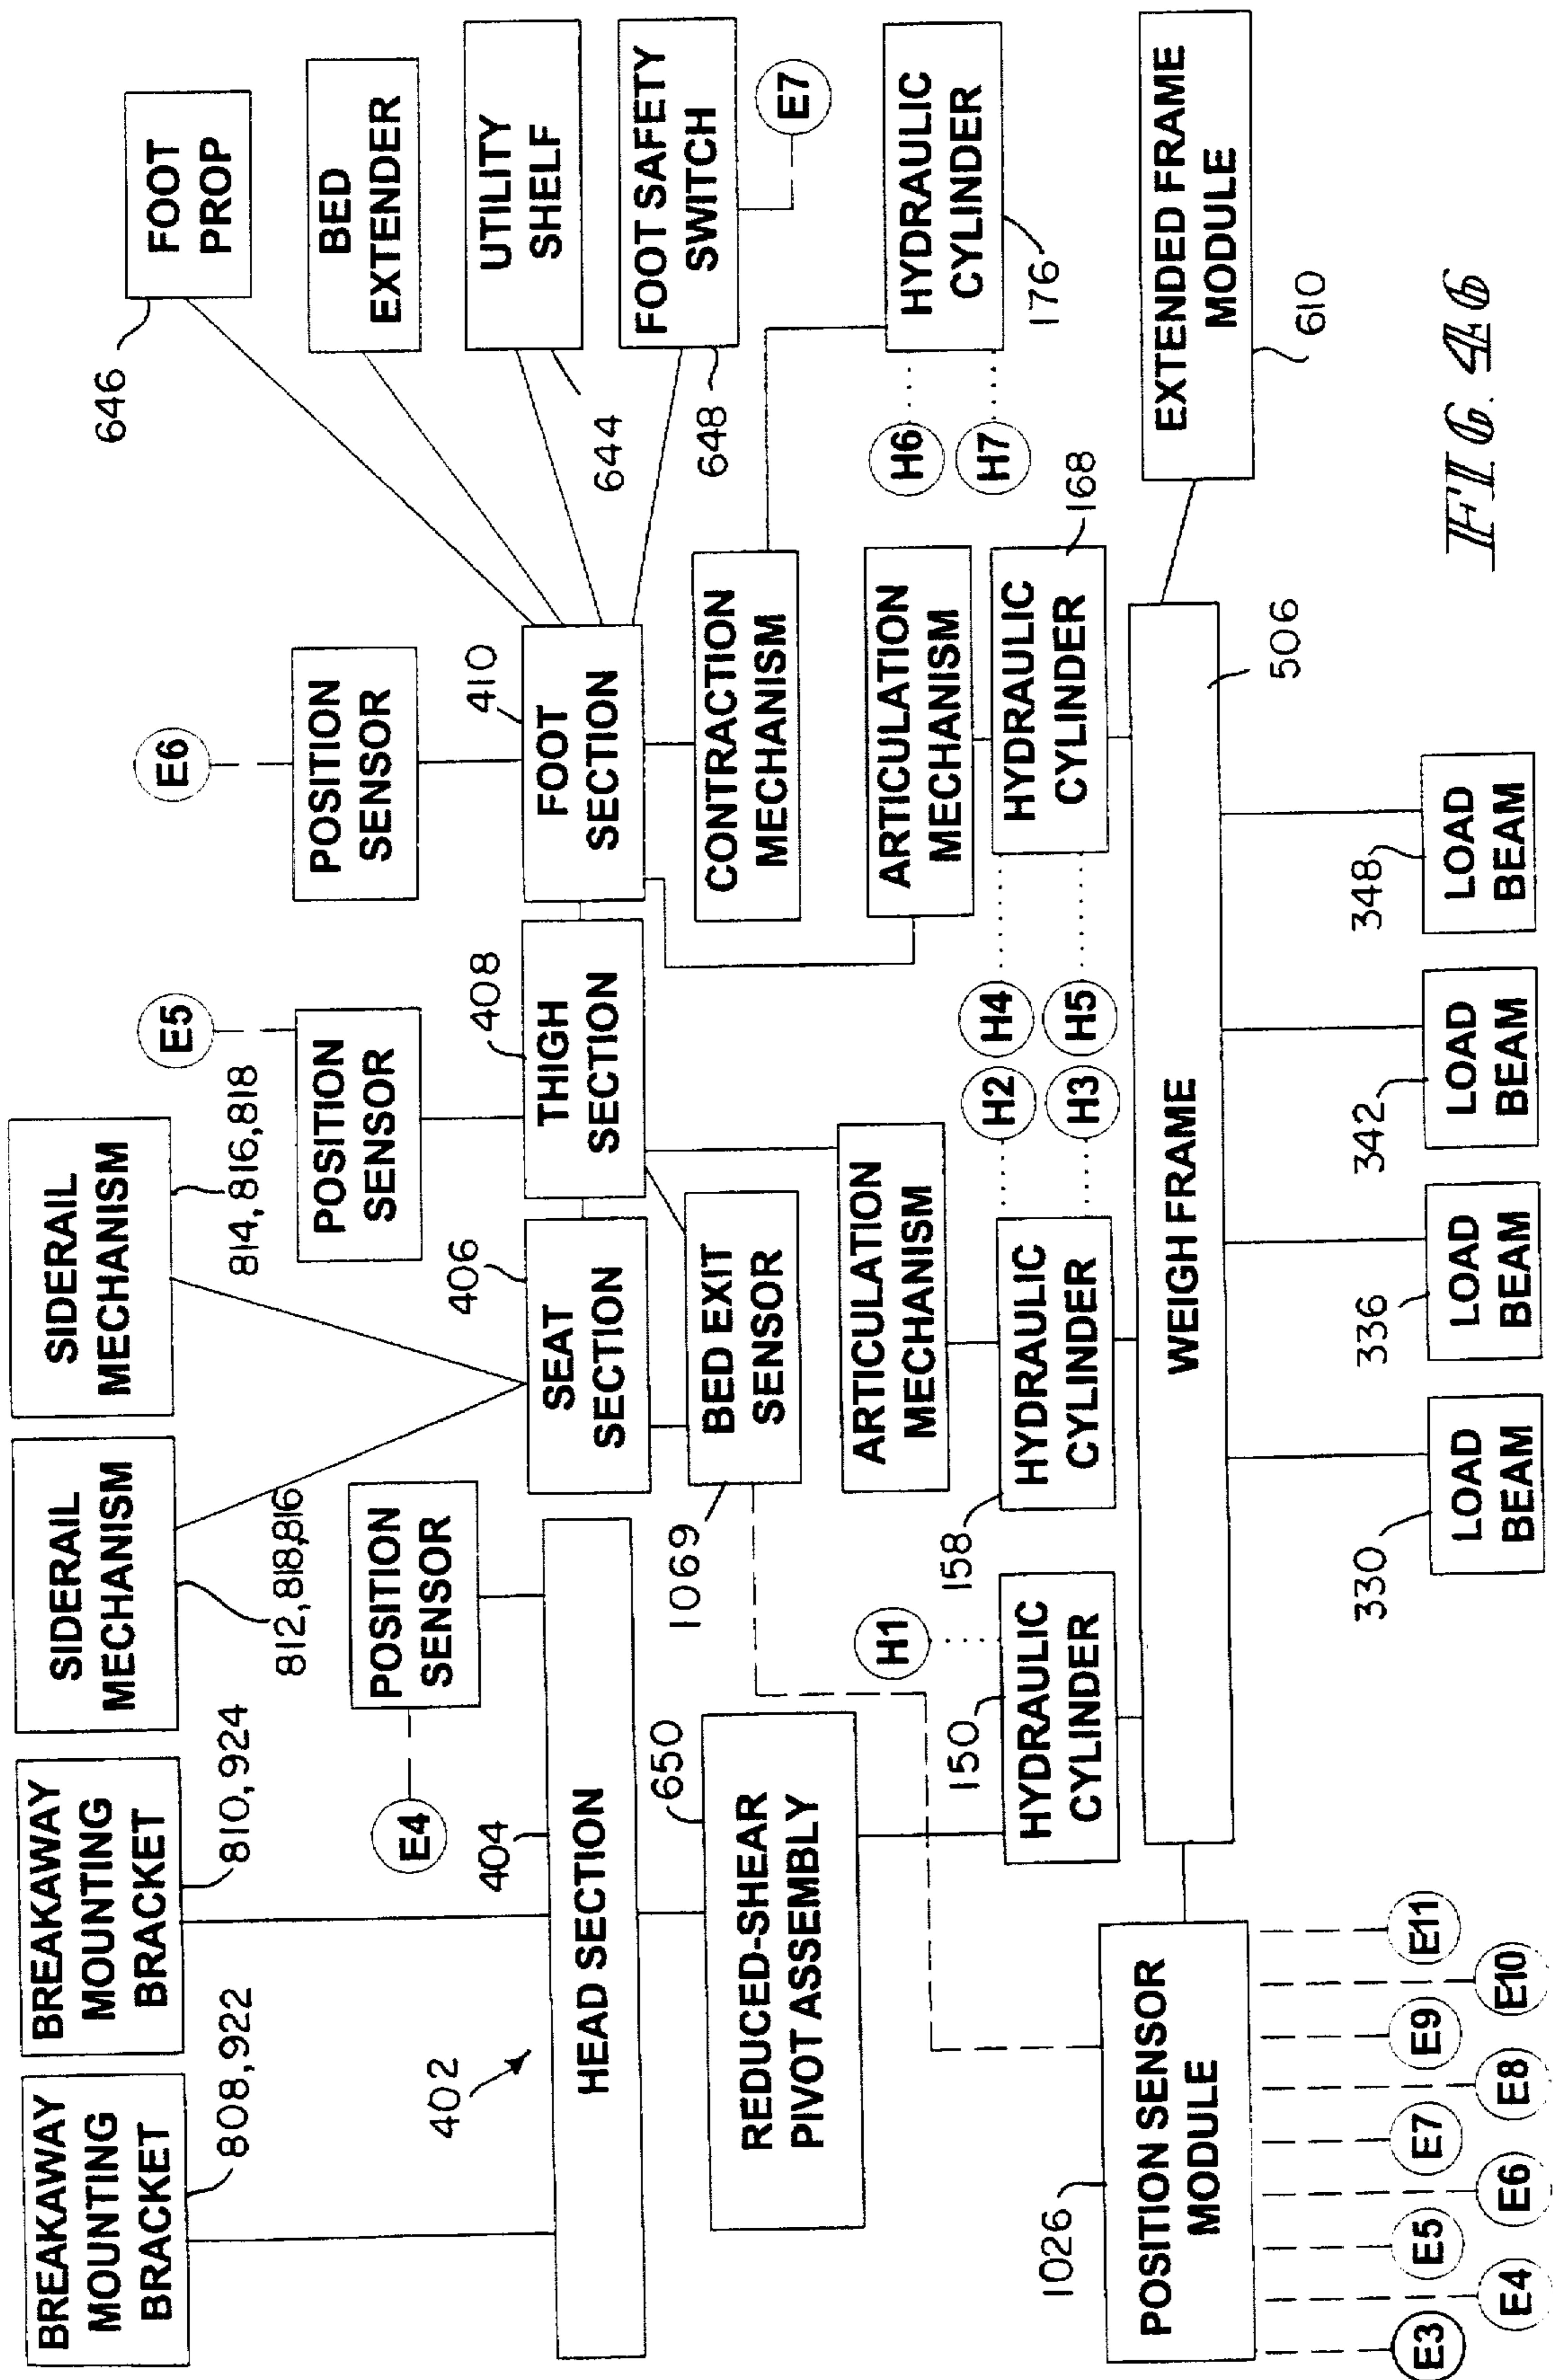 BREAKAWAY
MOUNTING
BRACKET
808,922
BREAKAWAY
MOUNTING
BRACKET
810,924
SIDERAIL
MECHANISM
812,818,816
SIDERAIL
MECHANISM
814,816,818
FOOT
PROP
646
BED
EXTENDER
UTILITY
SHELF
644
FOOT SAFETY
SWITCH
648
E7
E4
POSITION
SENSOR
E5
POSITION
SENSOR
E6
POSITION
SENSOR
402
HEAD SECTION
404
SEAT
SECTION
406
THIGH
SECTION
408
FOOT
SECTION
410
REDUCED-SHEAR
PIVOT ASSEMBLY
650
BED EXIT
SENSOR
1069
CONTRACTION
MECHANISM
HYDRAULIC
CYLINDER
176
H6
H7
ARTICULATION
MECHANISM
ARTICULATION
MECHANISM
H1
HYDRAULIC
CYLINDER
150
HYDRAULIC
CYLINDER
158
H2
H3
H4
H5
HYDRAULIC
CYLINDER
168
POSITION SENSOR
MODULE
1026
WEIGH FRAME
506
EXTENDED FRAME
MODULE
610
E3
E4
E5
E6
E7
E8
E9
E10
E11
LOAD
BEAM
330
LOAD
BEAM
336
LOAD
BEAM
342
LOAD
BEAM
348
FIG. 46